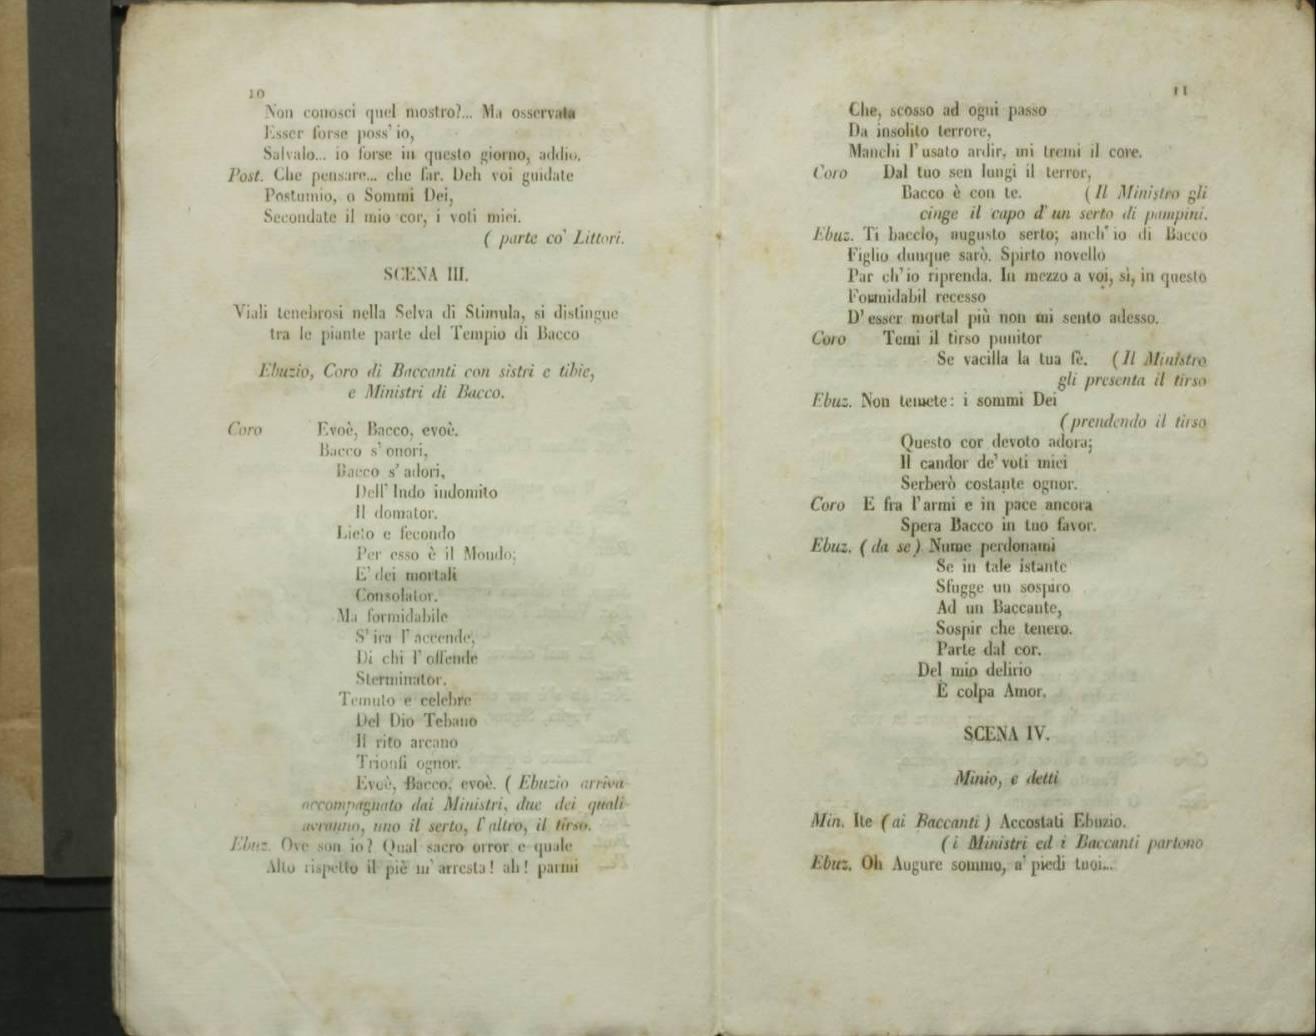 10
Non conosci quel mostro?... Ma osservata
Esser forse poss' io,
Salvalo... io forse in questo giorno, addio.
Post. Che pensare... che far. Deh voi guidate
Postumio, o Sommi Dei,
Secondate il mio cor, i voti miei.
( parte co' Littori.
SCENA III.
Viali tenebrosi nella Selva di Stimula, si distingue
tra le piante parte del Tempio di Bacco
Ebuzio, Coro di Baccanti con sistri e tibie,
e Ministri di Bacco.
Coro Evoè, Bacco, evoè.
Bacco s' onori,
Bacco s' adori,
Dell' Indo indomito
Il domator.
Lieto e fecondo
Per esso è il Mondo;
E' dei mortali
Consolator.
Ma formidabile
S' ira l' accende,
Di chi l' offende
Sterminator.
Temuto e celebre
Del Dio Tebano
Il rito arcano
Trionfi ognor.
Evoè, Bacco, evoè. ( Ebuzio arriva
accompagnato dai Ministri, due dei quali
avranno, uno il serto, l'altro, il tirso.
Ebuz. Ove son io? Qual sacro orror e quale
Alto rispetto il piè m' arresta! ah! parmi
11
Che, scosso ad ogni passo
Da insolito terrore,
Manchi l' usato ardir, mi tremi il core.
Coro Dal tuo sen lungi il terror,
Bacco è con te. ( Il Ministro gli
cinge il capo d' un serto di pampini.
Ebuz. Ti baccio, augusto serto; anch' io di Bacco
Figlio dunque sarò. Spirto novello
Par ch' io riprenda. In mezzo a voi, sì, in questo
Formidabil recesso
D' esser mortal più non mi sento adesso.
Coro Temi il tirso punitor
Se vacilla la tua fè. ( Il Ministro
gli presenta il tirso
Ebuz. Non temete: i sommi Dei
( prendendo il tirso
Questo cor devoto adora;
Il candor de' voti miei
Serberò costante ognor.
Coro E fra l' armi e in pace ancora
Spera Bacco in tuo favor.
Ebuz. ( da se ) Nume perdonami
Se in tale istante
Sfugge un sospiro
Ad un Baccante,
Sospir che tenero.
Parte dal cor.
Del mio delirio
È colpa Amor.
SCENA IV.
Minio, e detti
Min. Ite ( ai Baccanti ) Accostati Ebuzio.
( i Ministri ed i Baccanti partono
Ebuz. Oh Augure sommo, a' piedi tuoi...